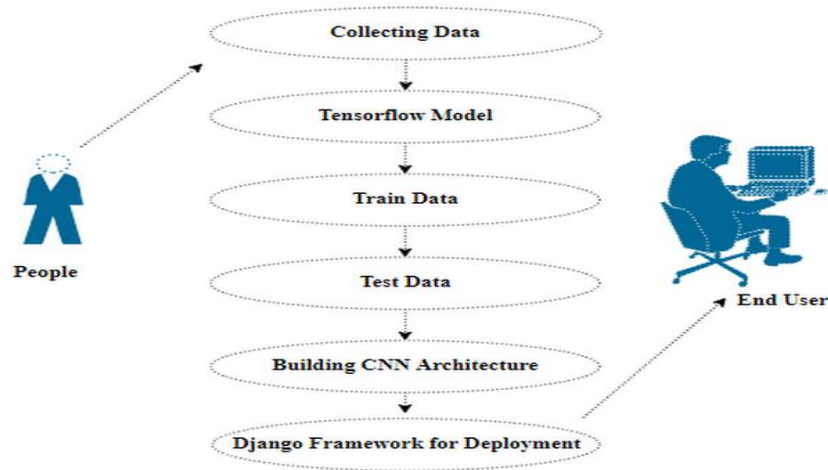 Collecting Data
Tensorflow Model
Train Data
People
Test Data
End User
Building CNN Architecture
Django Framework for Deployment